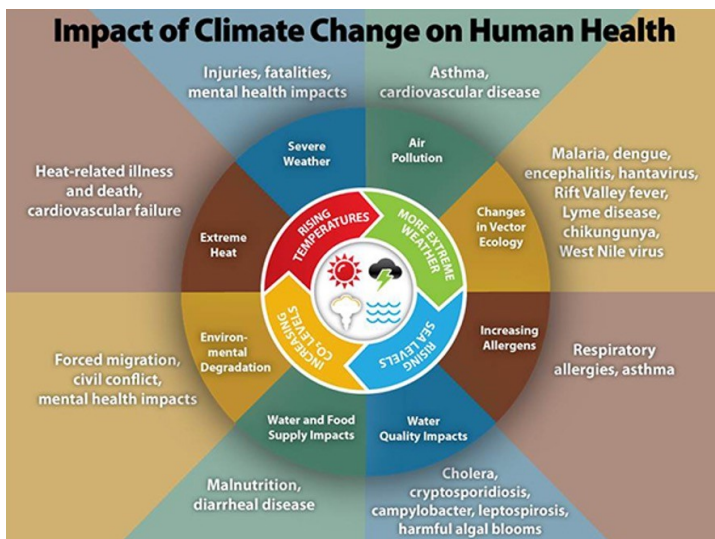 Impact of Climate Change on Human Health
Injuries, fatalities,
mental health impacts
Asthma,
cardiovascular disease
Heat-related illness
and death,
cardiovascular failure
Malaria, dengue,
encephalitis, hantavirus,
Rift Valley fever,
Lyme disease,
chikungunya,
West Nile virus
Severe
Weather
Air
Pollution
Extreme
Heat
Changes
in Vector
Ecology
RISING
TEMPERATURES
MORE EXTREME
WEATHER
INCREASING
CO₂ LEVELS
RISING
SEA LEVELS
Environ-
mental
Degradation
Increasing
Allergens
Forced migration,
civil conflict,
mental health impacts
Respiratory
allergies, asthma
Water and Food
Supply Impacts
Water
Quality Impacts
Malnutrition,
diarrheal disease
Cholera,
cryptosporidiosis,
campylobacter, leptospirosis,
harmful algal blooms